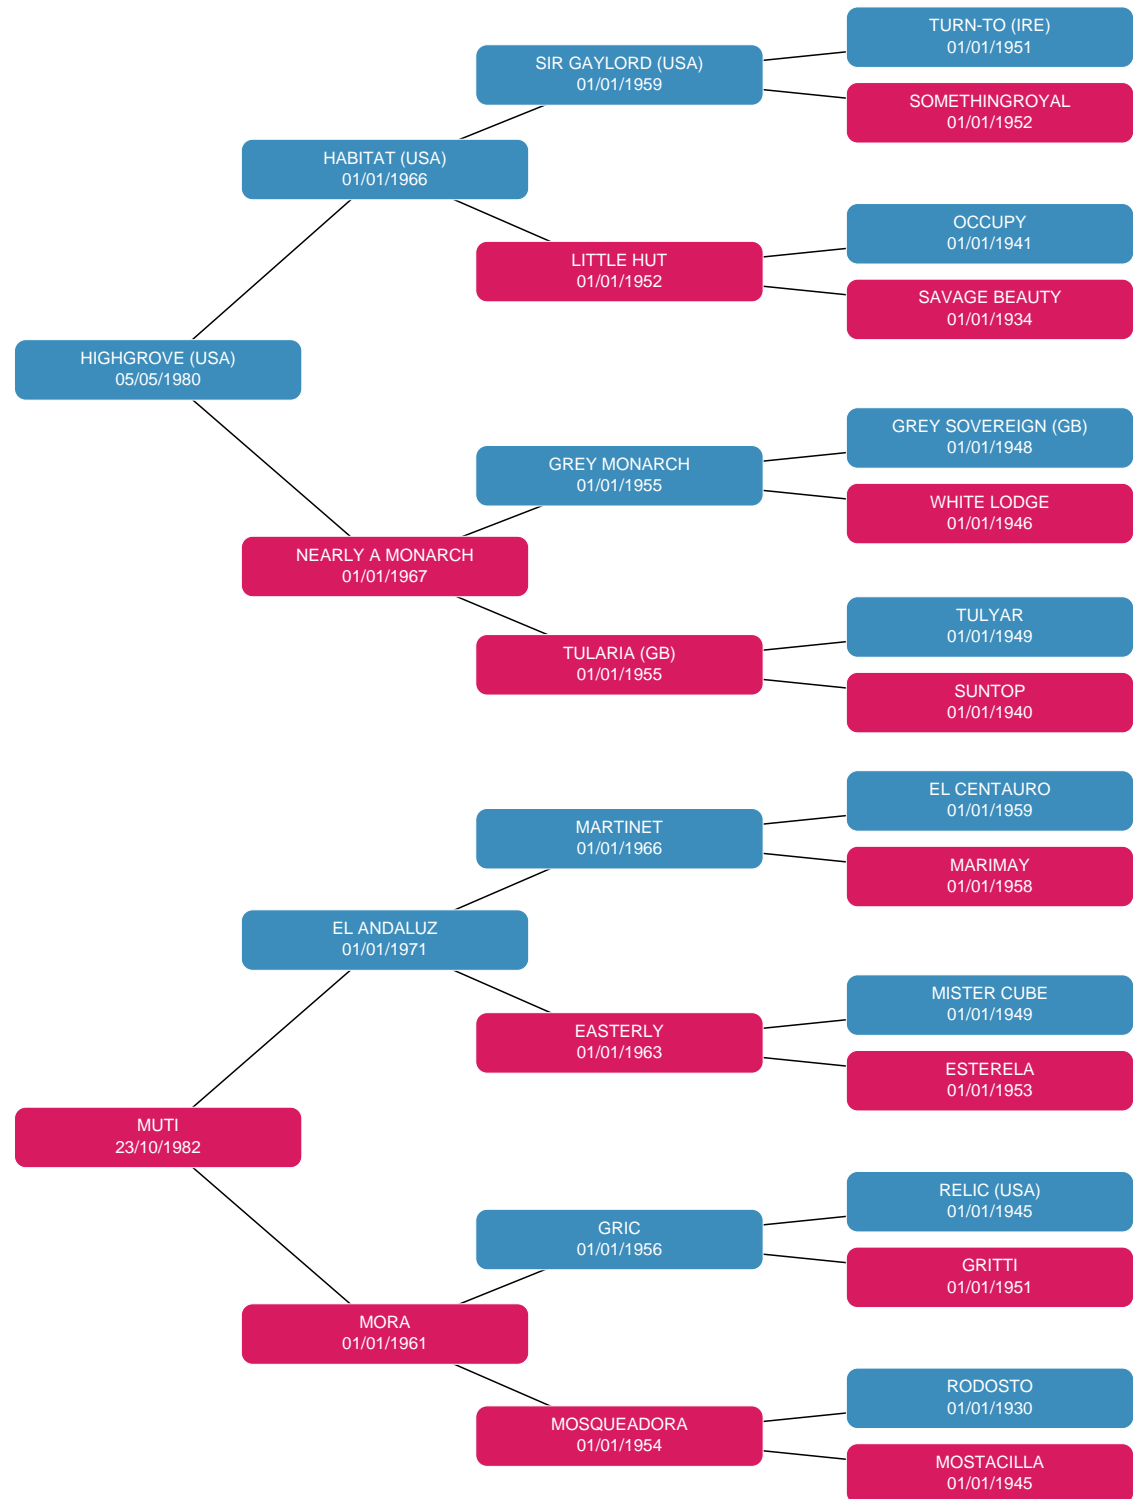 TURN-TO (IRE)
01/01/1951
SIR GAYLORD (USA)
01/01/1959
SOMETHINGROYAL
01/01/1952
HABITAT (USA)
01/01/1966
OCCUPY
01/01/1941
LITTLE HUT
01/01/1952
SAVAGE BEAUTY
01/01/1934
HIGHGROVE (USA)
05/05/1980
GREY SOVEREIGN (GB)
01/01/1948
GREY MONARCH
01/01/1955
WHITE LODGE
01/01/1946
NEARLY A MONARCH
01/01/1967
TULYAR
01/01/1949
TULARIA (GB)
01/01/1955
SUNTOP
01/01/1940
EL CENTAURO
01/01/1959
MARTINET
01/01/1966
MARIMAY
01/01/1958
EL ANDALUZ
01/01/1971
MISTER CUBE
01/01/1949
EASTERLY
01/01/1963
ESTERELA
01/01/1953
MUTI
23/10/1982
RELIC (USA)
01/01/1945
GRIC
01/01/1956
GRITTI
01/01/1951
MORA
01/01/1961
RODOSTO
01/01/1930
MOSQUEADORA
01/01/1954
MOSTACILLA
01/01/1945